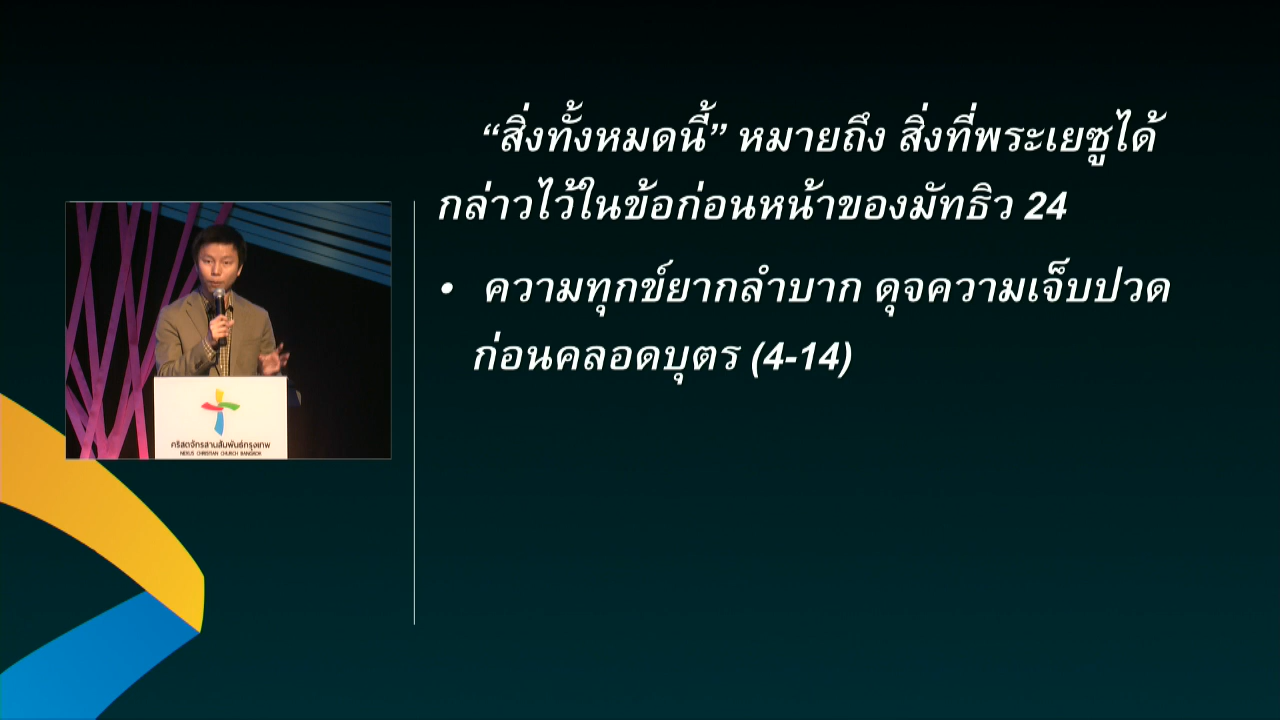 “สิ่งทั้งหมดนี้” หมายถึง สิ่งที่พระเยซูได้
กล่าวไว้ในข้อก่อนหน้าของมัทธิว 24
• ความทุกข์ยากลำบาก ดุจความเจ็บปวด
ก่อนคลอดบุตร (4-14)
คริสตจักรสานสัมพันธ์กรุงเทพ
NEXUS CHRISTIAN CHURCH BANGKOK